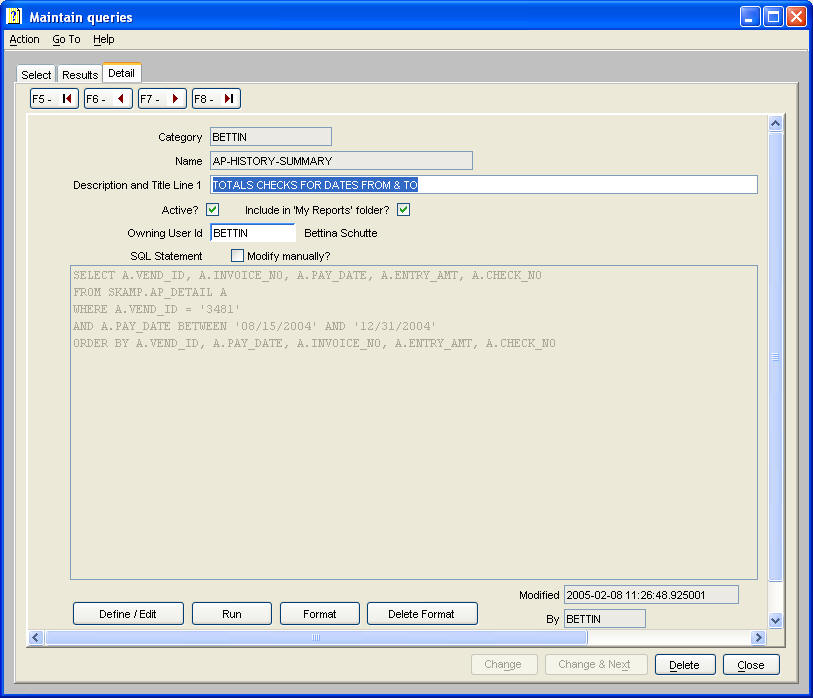 Maintain queries
Action Go To Help
Select Results Detail
F5 - F6 - F7 - F8 -
Category BETTIN
Name AP-HISTORY-SUMMARY
Description and Title Line 1 TOTALS CHECKS FOR DATES FROM & TO
Active? Include in 'My Reports' folder?
Owning User Id BETTIN Bettina Schutte
SQL Statement Modify manually?
SELECT A.VEND_ID, A.INVOICE_NO, A.PAY_DATE, A.ENTRY_AMT, A.CHECK_NO
FROM SKAMP.AP_DETAIL A
WHERE A.VEND_ID = '3481'
AND A.PAY_DATE BETWEEN '08/15/2004' AND '12/31/2004'
ORDER BY A.VEND_ID, A.PAY_DATE, A.INVOICE_NO, A.ENTRY_AMT, A.CHECK_NO
Modified 2005-02-08 11:26:48.925001
Define / Edit Run Format Delete Format
By BETTIN
Change Change & Next Delete Close